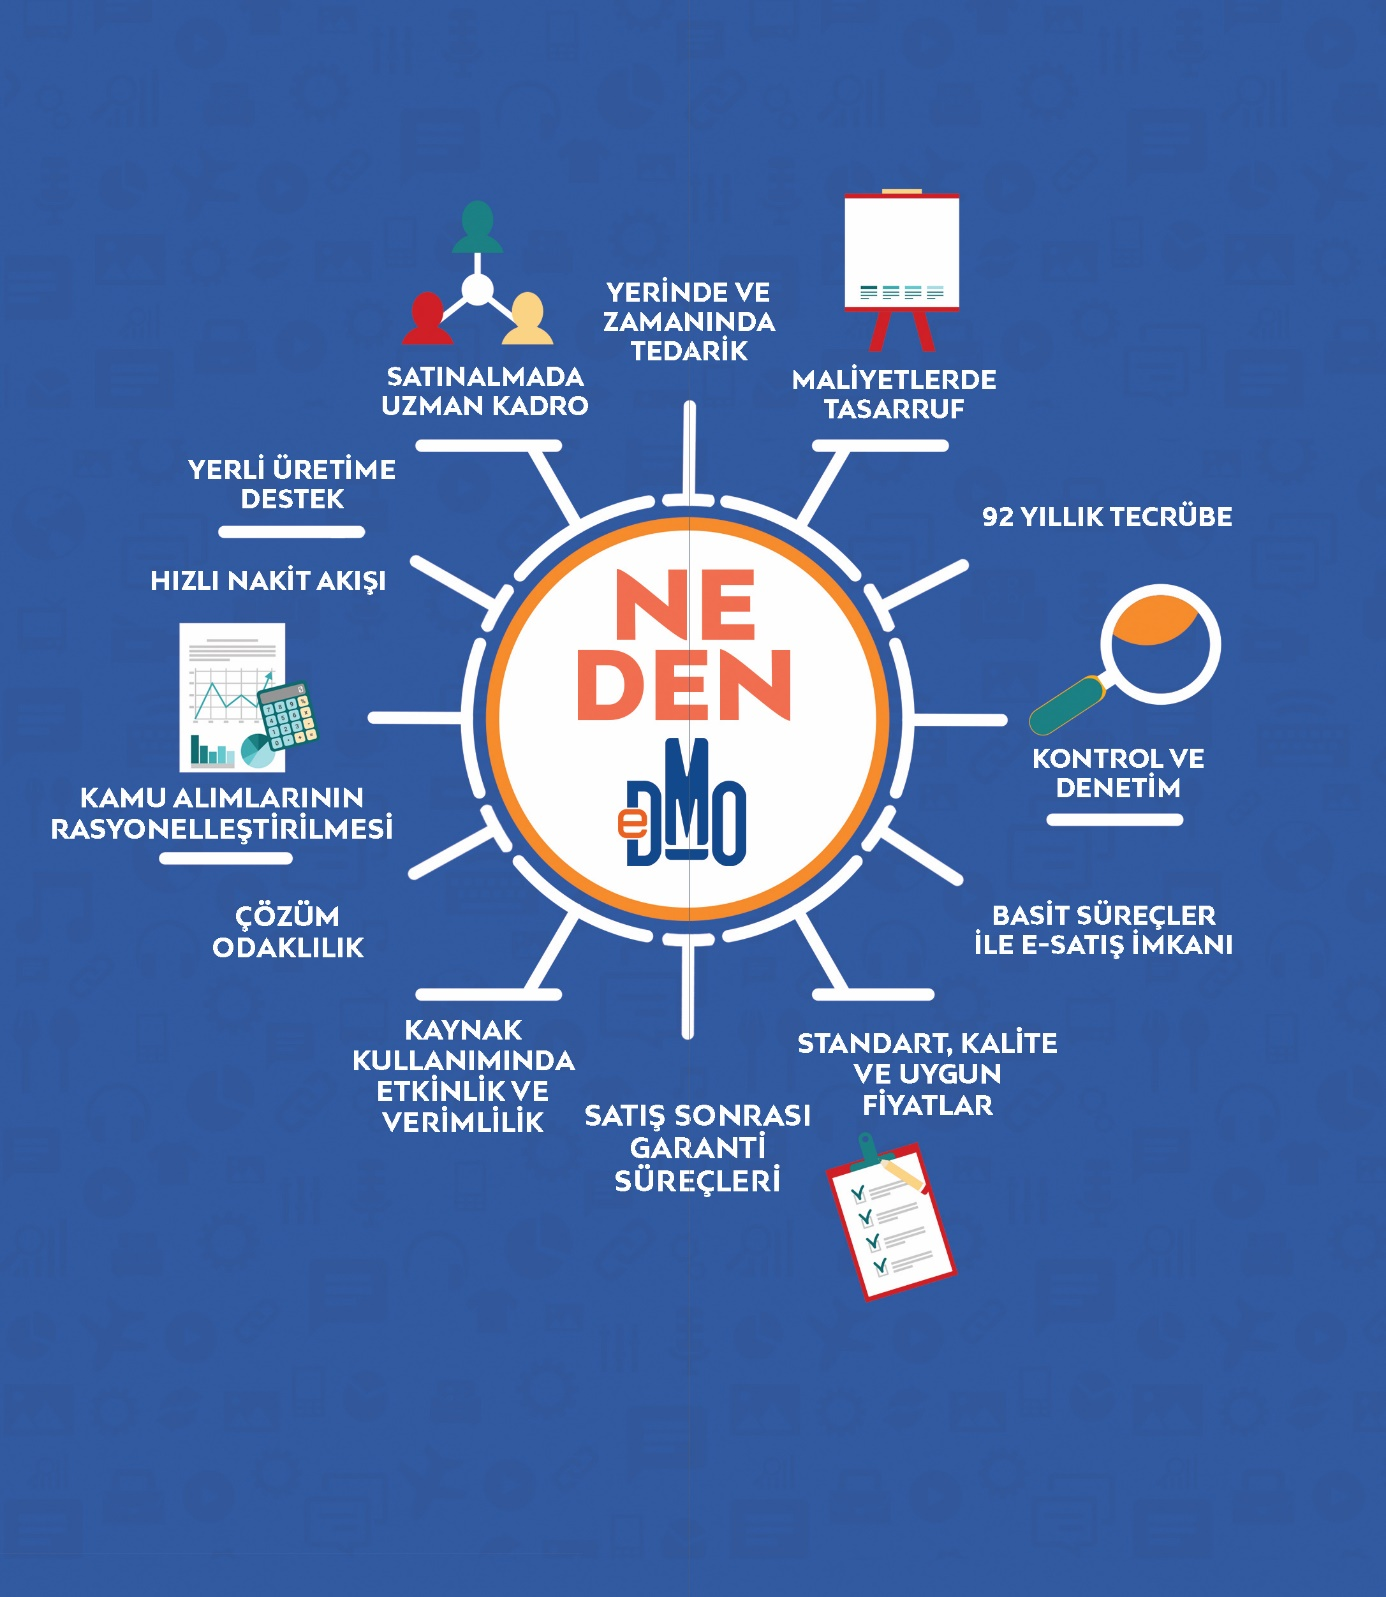 YERİNDE VE
ZAMANINDA
TEDARİK
SATINALMADA
UZMAN KADRO
MALİYETLERDE
TASARRUF
YERLİ ÜRETİME
DESTEK
92 YILLIK TECRÜBE
HIZLI NAKİT AKIŞI
NE
DEN
eDMO
KONTROL VE
DENETİM
KAMU ALIMLARININ
RASYONELLEŞTİRİLMESİ
ÇÖZÜM
ODAKLILIK
BASİT SÜREÇLER
İLE E-SATIŞ İMKANI
KAYNAK
KULLANIMINDA
ETKİNLİK VE
VERİMLİLİK
STANDART, KALİTE
VE UYGUN
FİYATLAR
SATIŞ SONRASI
GARANTİ
SÜREÇLERİ